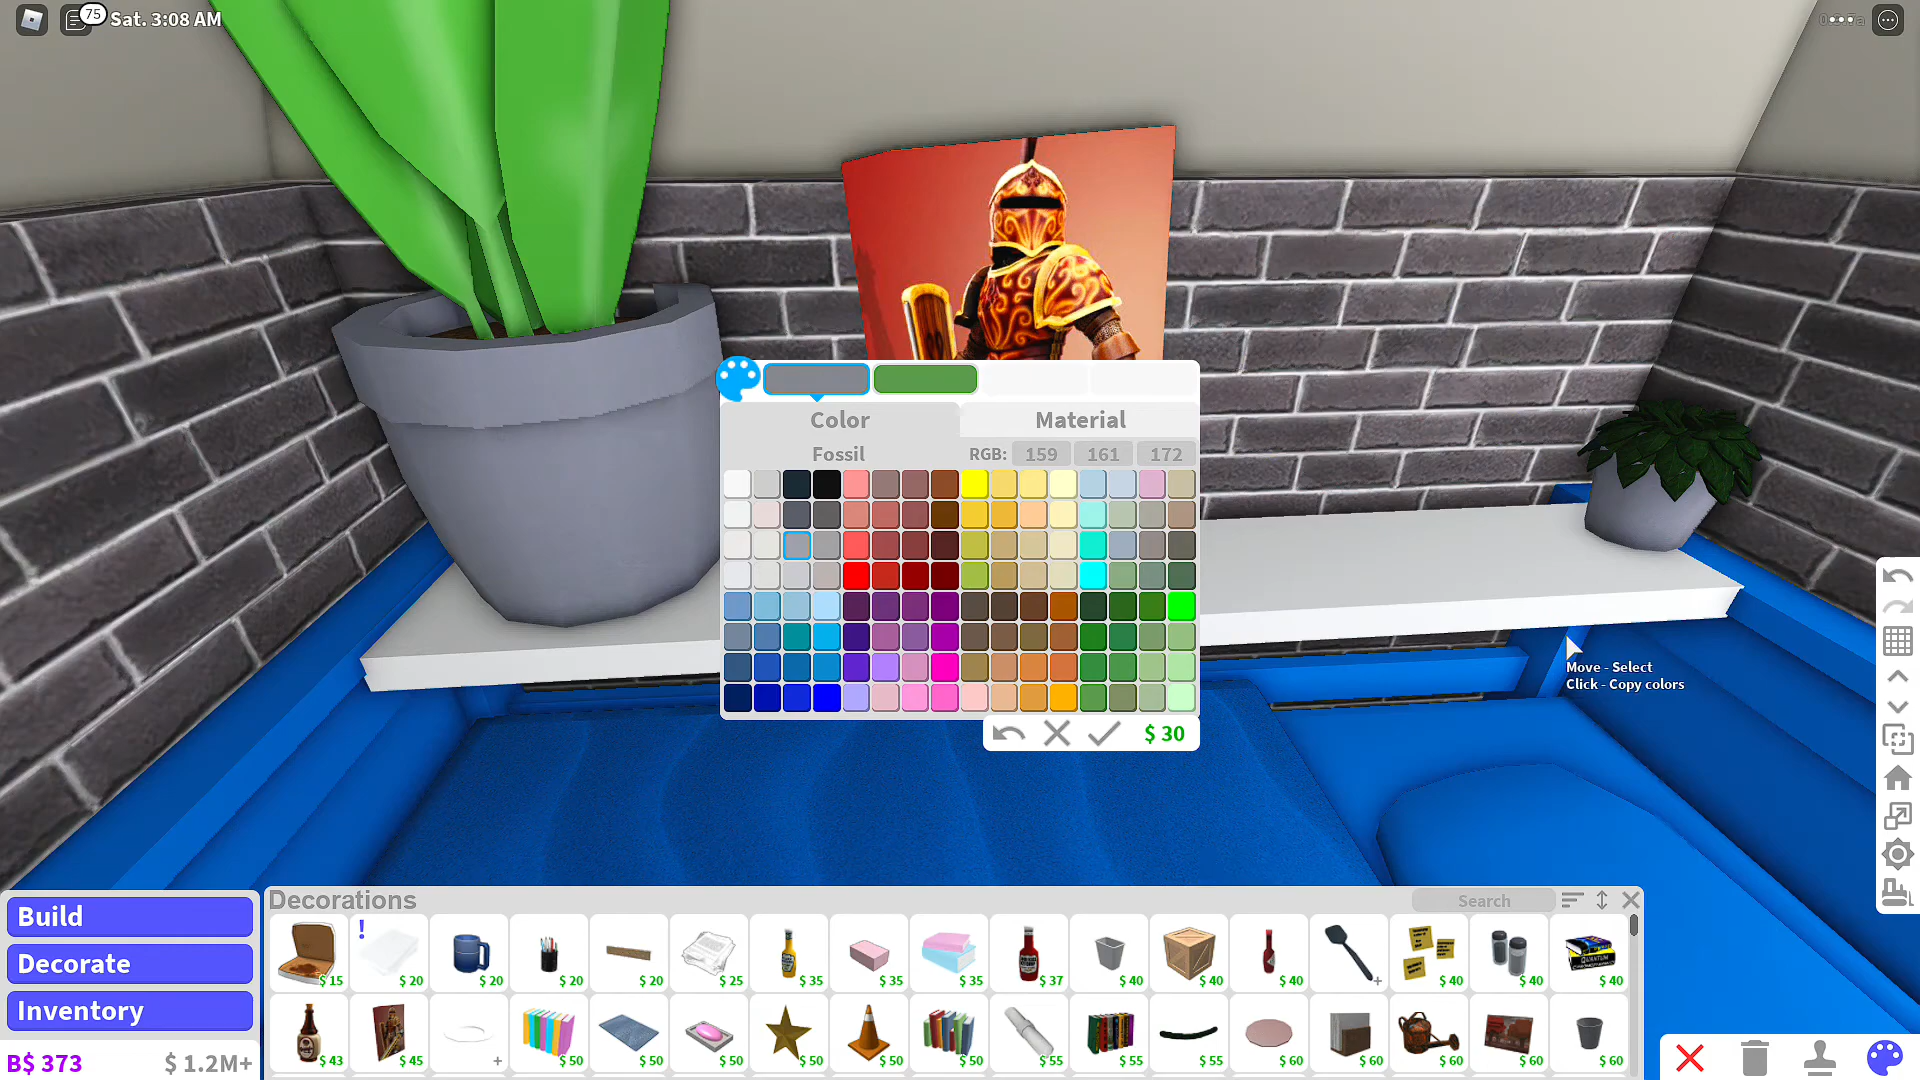 75
Sat. 3:08 AM
Color
Material
Fossil
RGB: 159 161 172
Move - Select
Click - Copy colors
$ 30
Build
Decorate
Inventory
B$ 373
$ 1.2M+
Decorations
Search
!
$ 15
$ 20
$ 20
$ 20
$ 20
$ 25
$ 35
$ 35
$ 35
$ 37
$ 40
$ 40
$ 40
+
$ 40
$ 40
$ 40
$ 43
$ 45
+
$ 50
$ 50
$ 50
$ 50
$ 50
$ 50
$ 55
$ 55
$ 55
$ 60
$ 60
$ 60
$ 60
$ 60